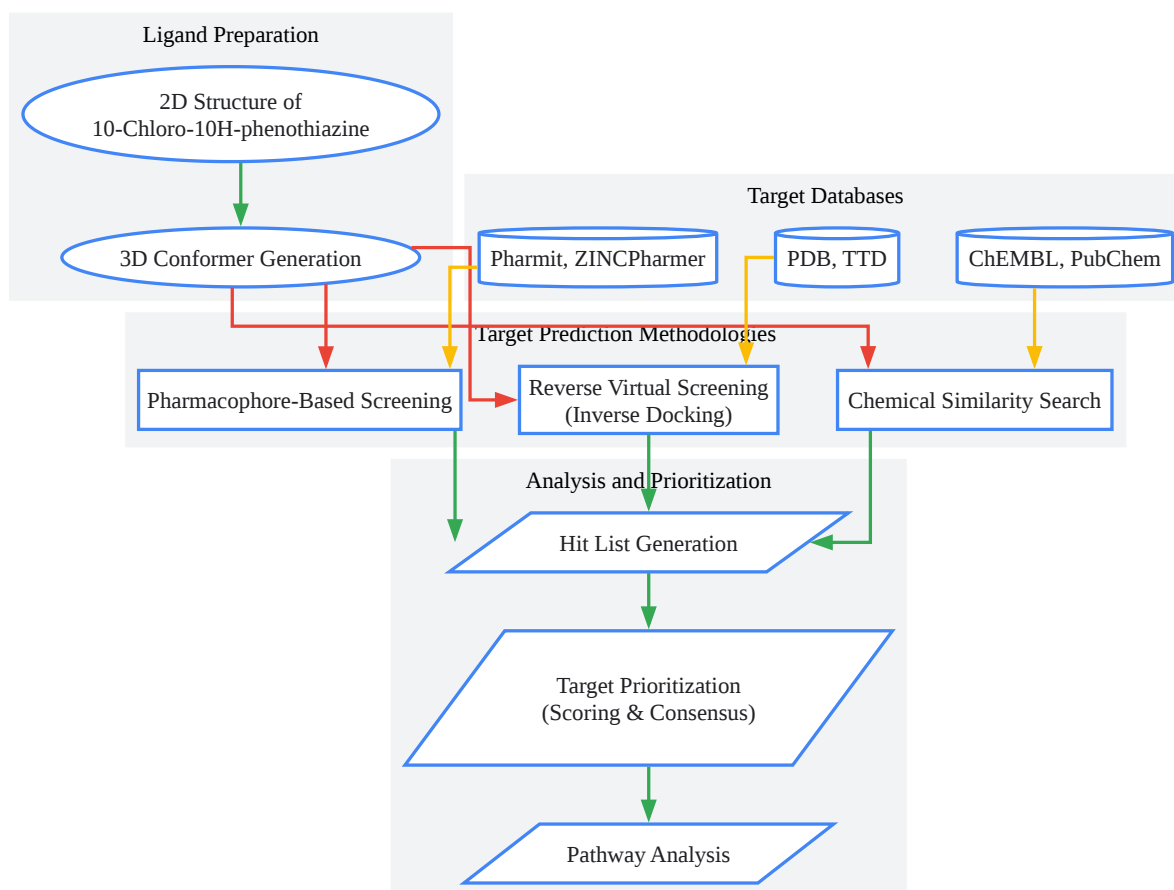 Ligand Preparation
2D Structure of
10-Chloro-10H-phenothiazine
3D Conformer Generation
Target Databases
Pharmit, ZINCPharmer
PDB, TTD
ChEMBL, PubChem
Target Prediction Methodologies
Pharmacophore-Based Screening
Reverse Virtual Screening
(Inverse Docking)
Chemical Similarity Search
Analysis and Prioritization
Hit List Generation
Target Prioritization
(Scoring & Consensus)
Pathway Analysis